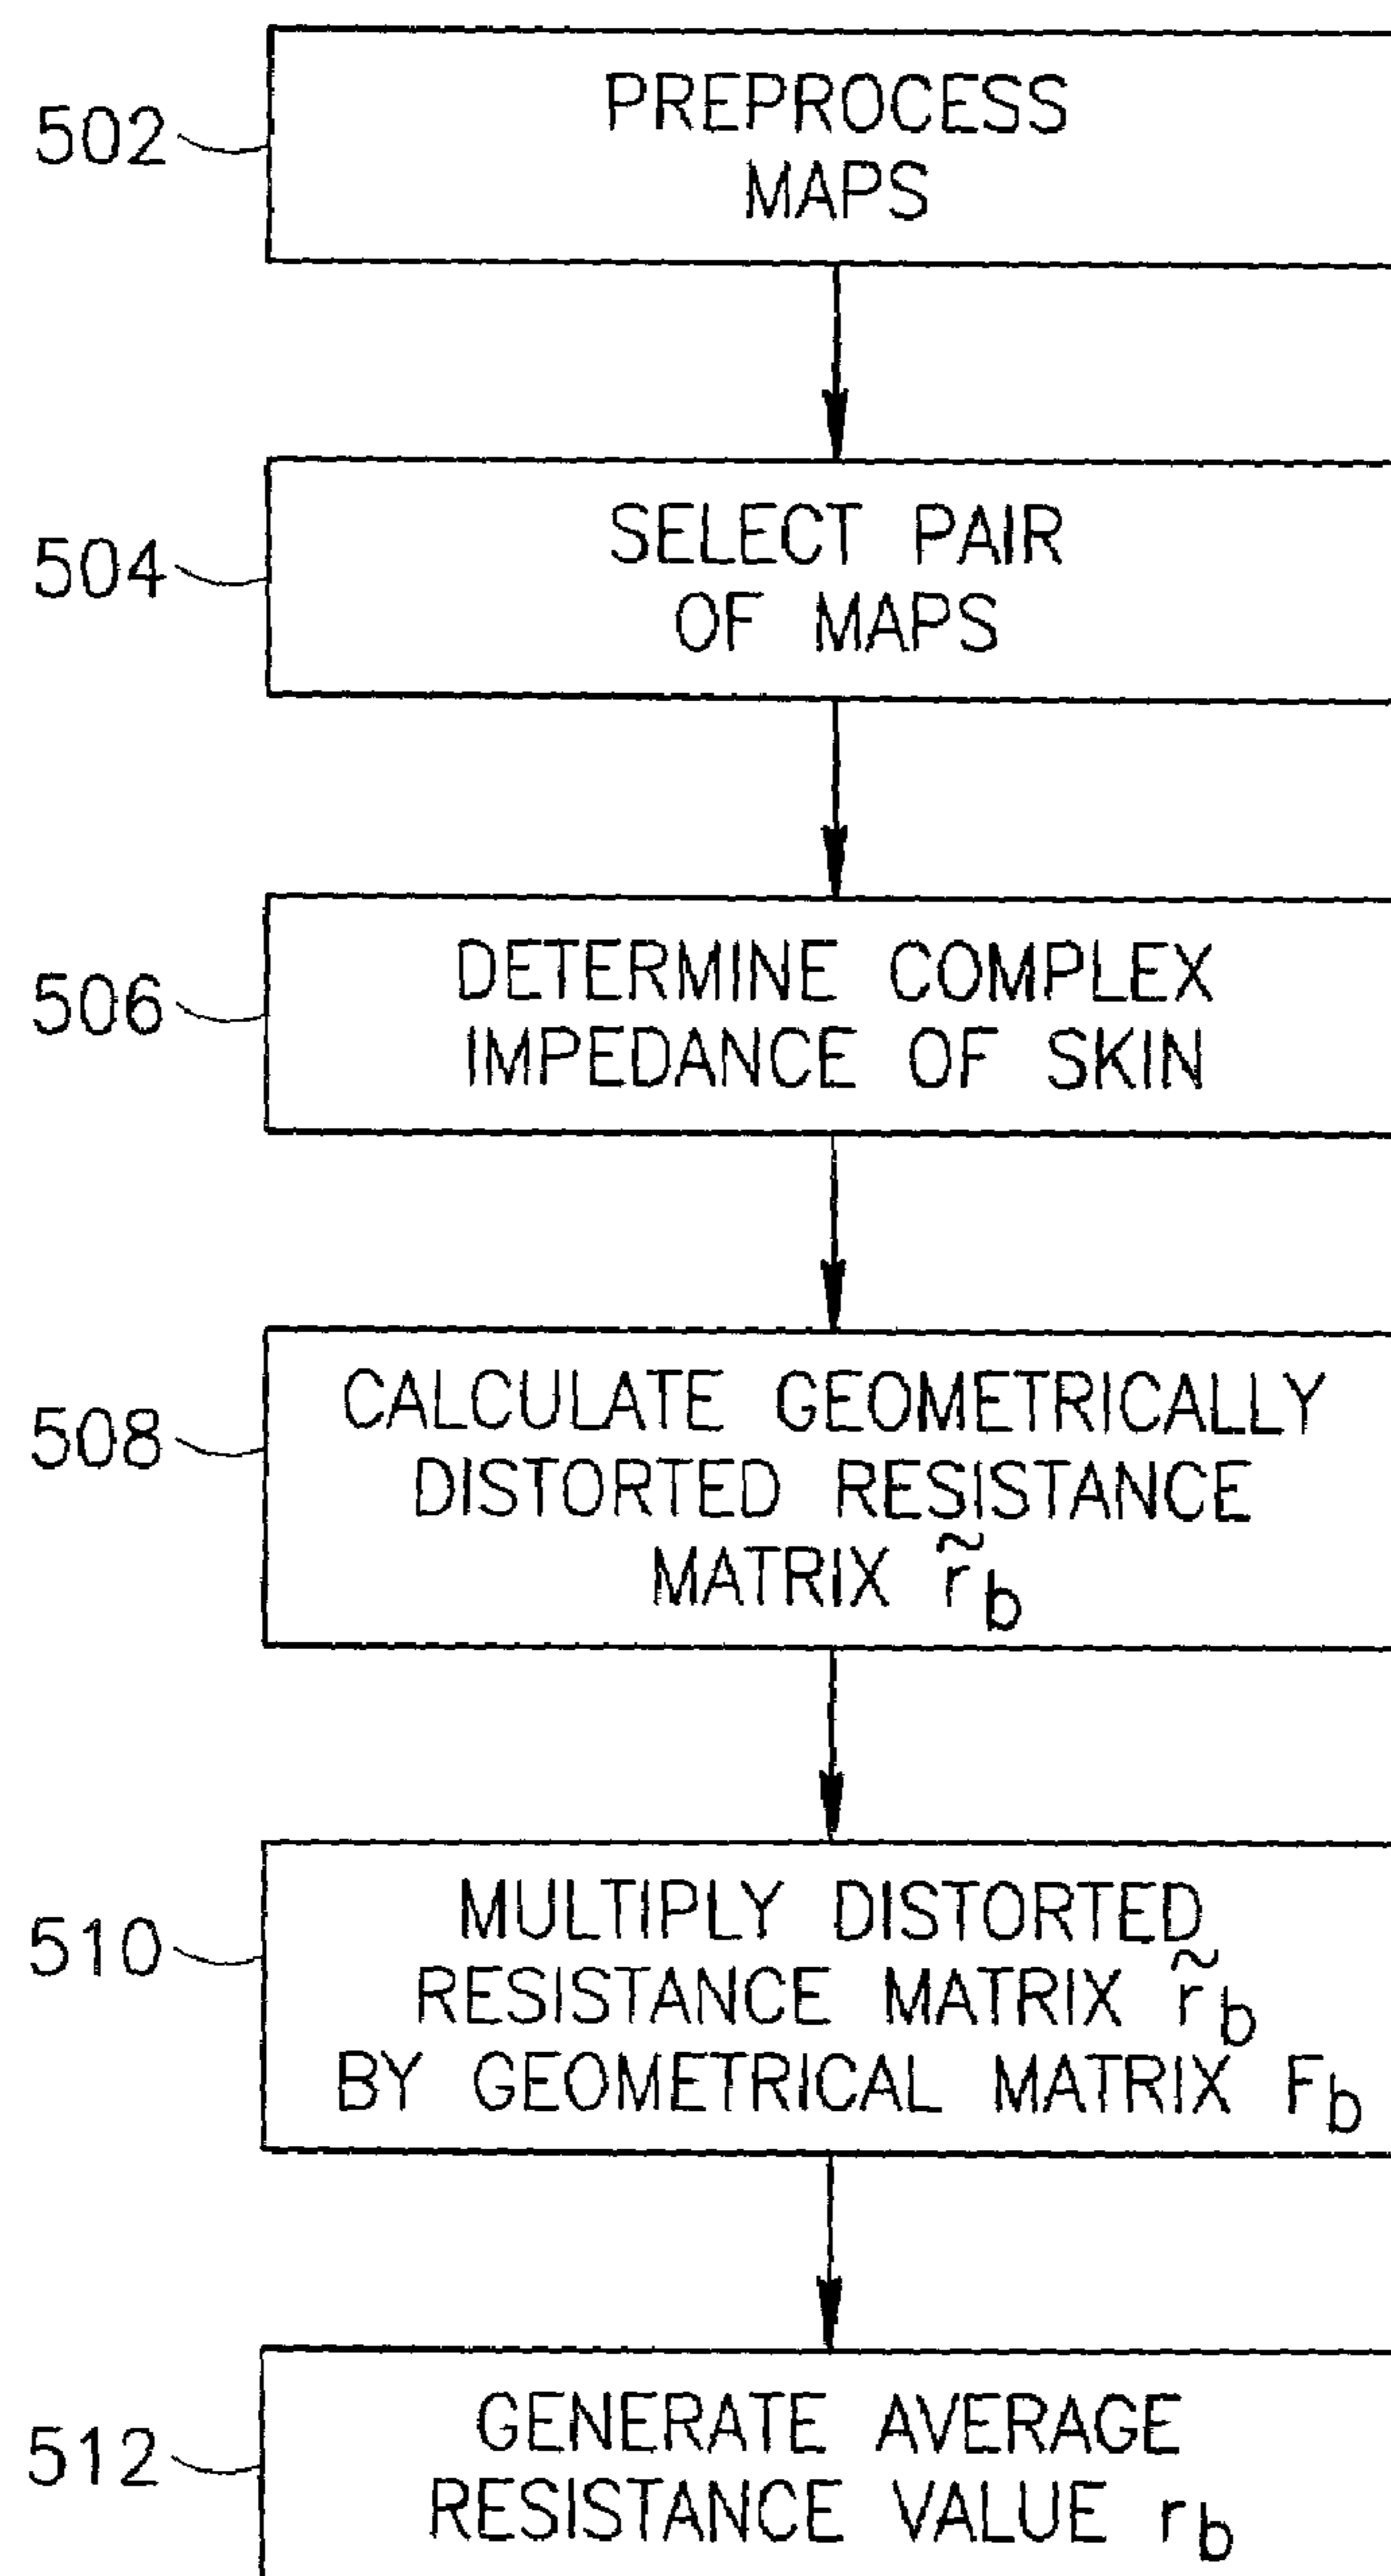 502
PREPROCESS
MAPS
504
SELECT PAIR
OF MAPS
506
DETERMINE COMPLEX
IMPEDANCE OF SKIN
508
CALCULATE GEOMETRICALLY
DISTORTED RESISTANCE
MATRIX r̃b
510
MULTIPLY DISTORTED
RESISTANCE MATRIX r̃b
BY GEOMETRICAL MATRIX Fb
512
GENERATE AVERAGE
RESISTANCE VALUE rb